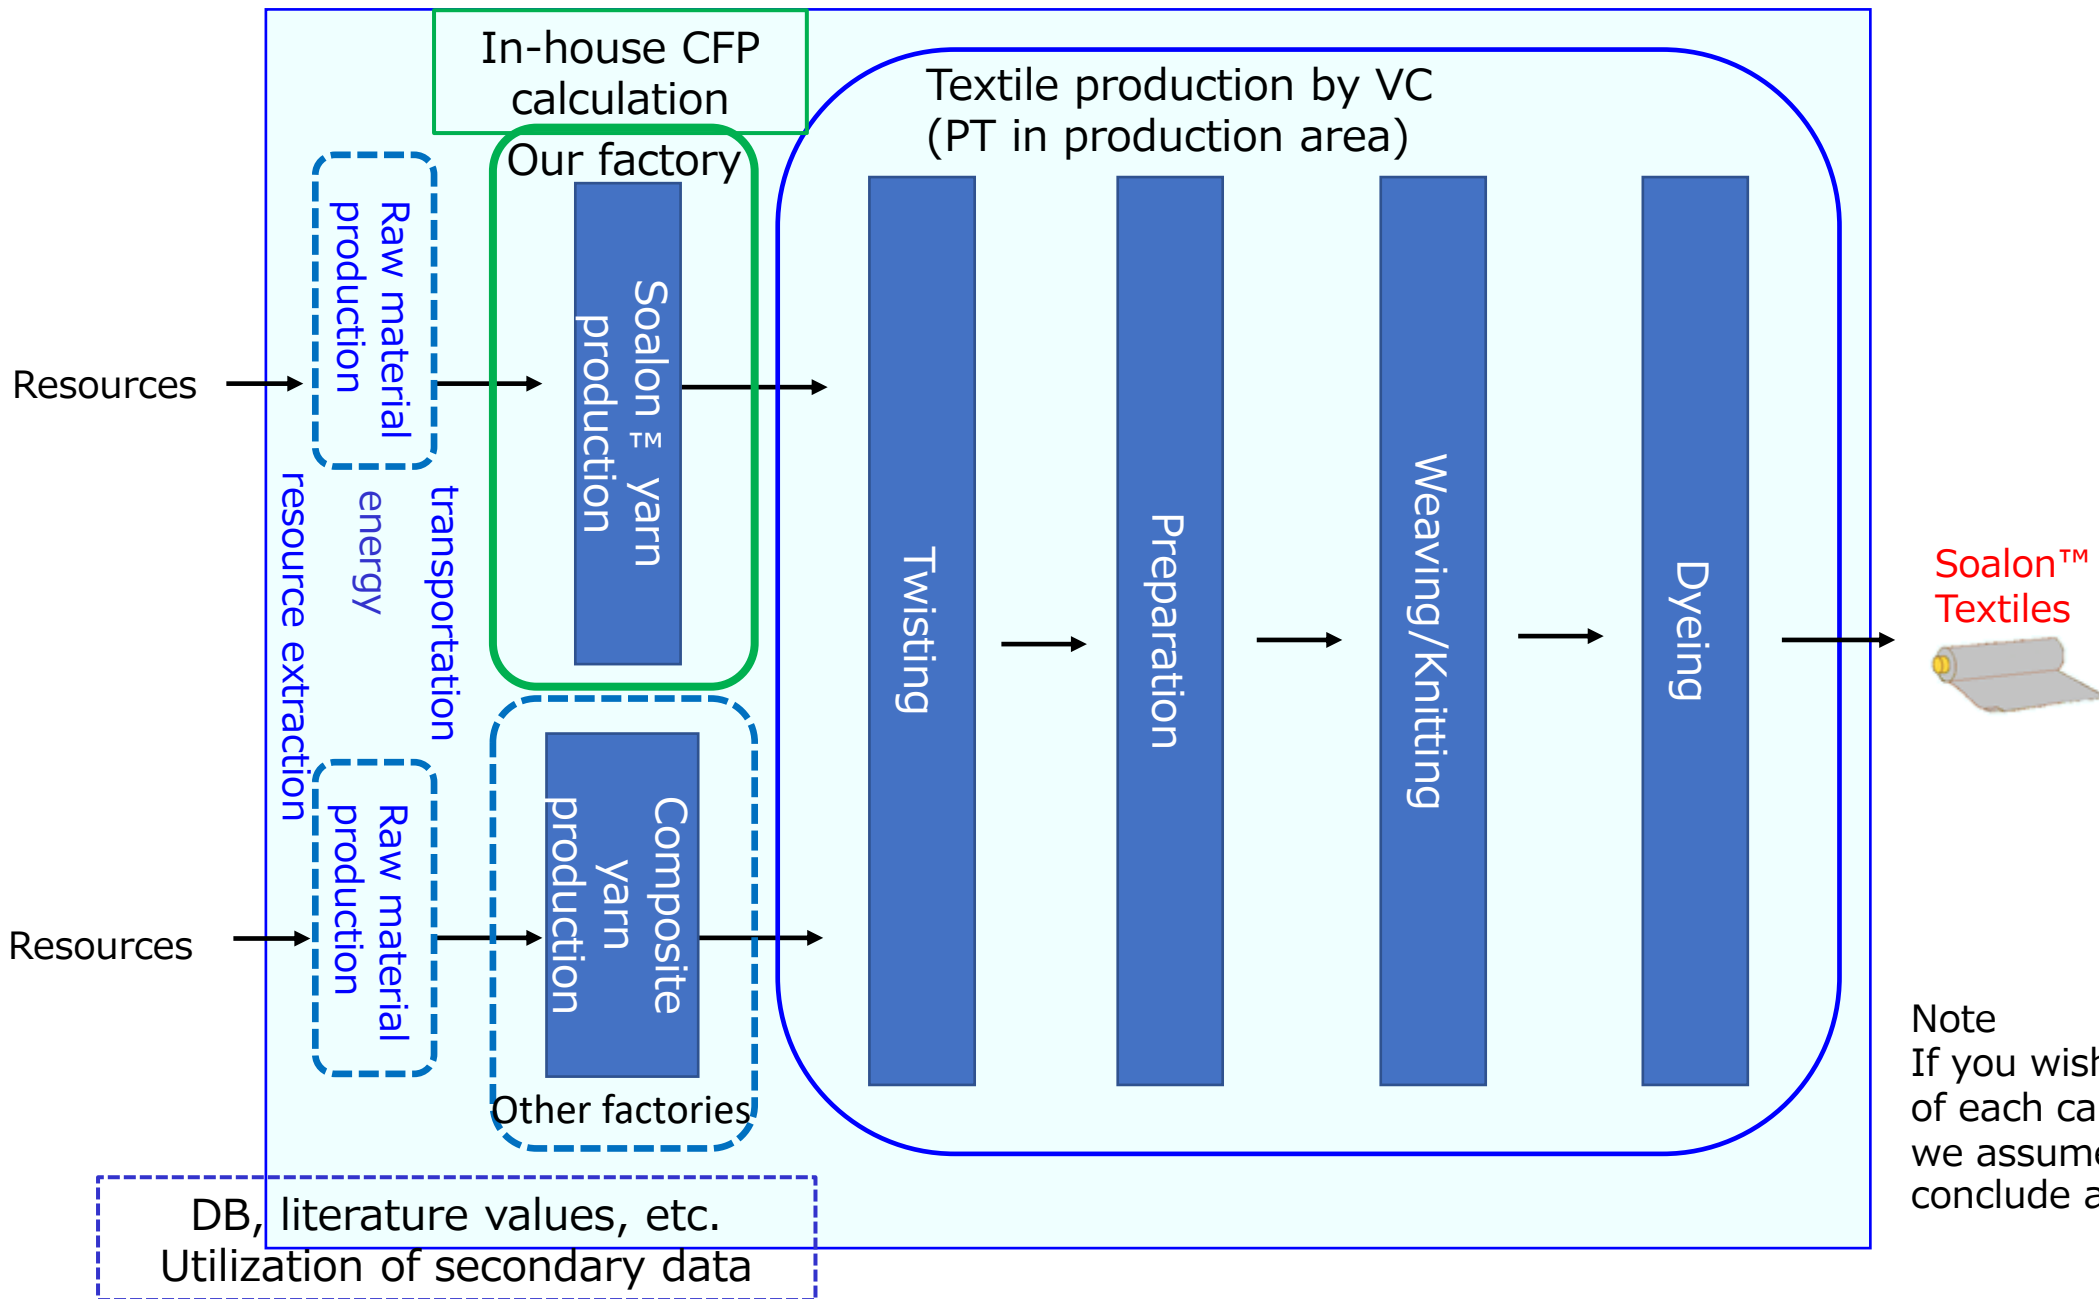 In-house CFP
calculation
Our factory
Textile production by VC
(PT in production area)
Resources
Raw material
production
Soalon™ yarn
production
resource extraction
energy
transportation
Twisting
Preparation
Weaving/Knitting
Dyeing
Soalon™
Textiles
Resources
Raw material
production
Composite
yarn
production
Other factories
DB, literature values, etc.
Utilization of secondary data
Note
If you wish
of each ca
we assume
conclude a